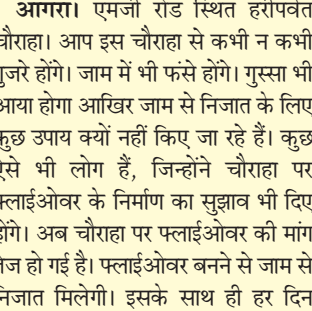 आगरा। एमजी रोड स्थित हरीपर्वत
चौराहा। आप इस चौराहा से कभी न कभी
गुजरे होंगे। जाम में भी फंसे होंगे। गुस्सा भी
आया होगा आखिर जाम से निजात के लिए
कुछ उपाय क्यों नहीं किए जा रहे हैं। कुछ
ऐसे भी लोग हैं, जिन्होंने चौराहा पर
फ्लाईओवर के निर्माण का सुझाव भी दिए
होंगे। अब चौराहा पर फ्लाईओवर की मांग
तेज हो गई है। फ्लाईओवर बनने से जाम से
निजात मिलेगी। इसके साथ ही हर दिन